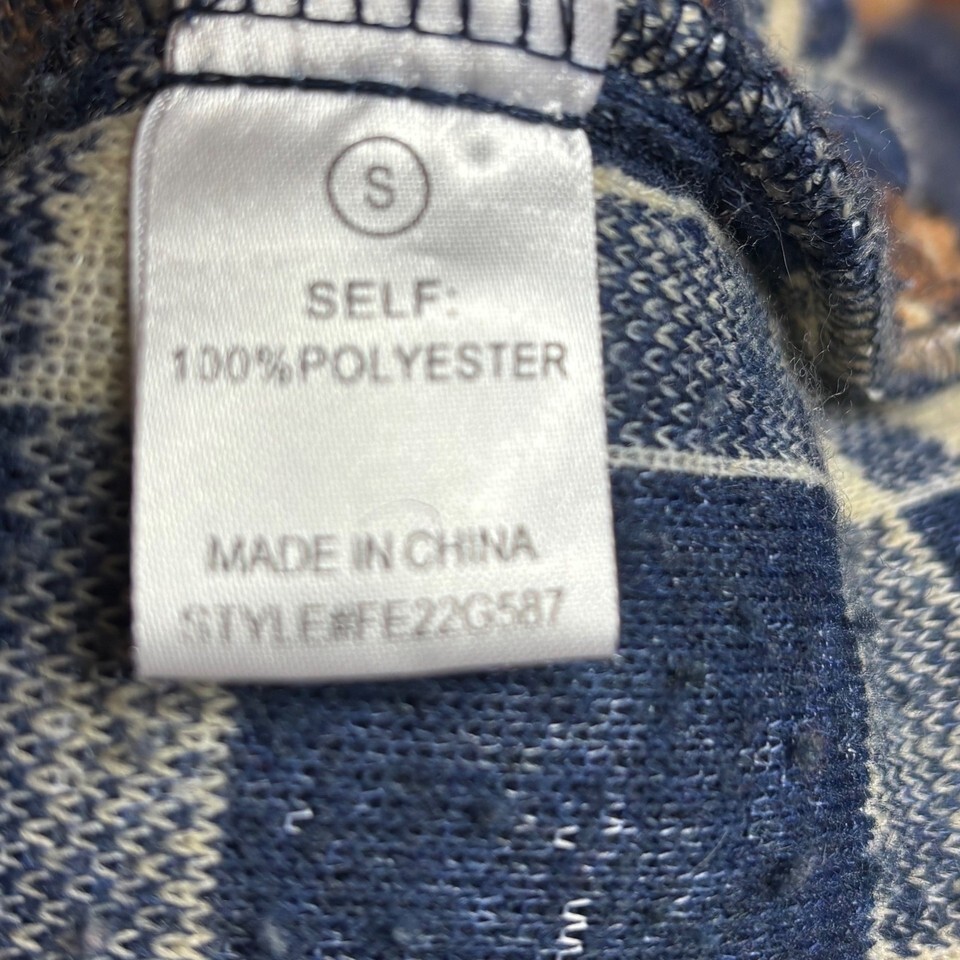 S
SELF:
100%POLYESTER
MADE IN CHINA
STYLE#FE22G587